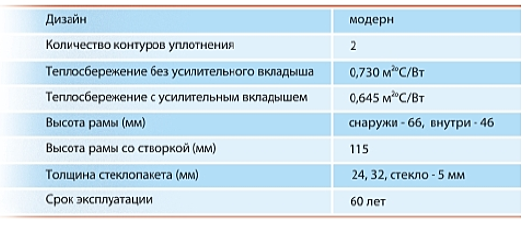 Дизайн модерн
Количество контуров уплотнения 2
Теплосбережение без усилительного вкладыша 0,730 м²°С/Вт
Теплосбережение с усилительным вкладышем 0,645 м²°С/Вт
Высота рамы (мм) снаружи - 66, внутри - 46
Высота рамы со створкой (мм) 115
Толщина стеклопакета (мм) 24, 32, стекло - 5 мм
Срок эксплуатации 60 лет